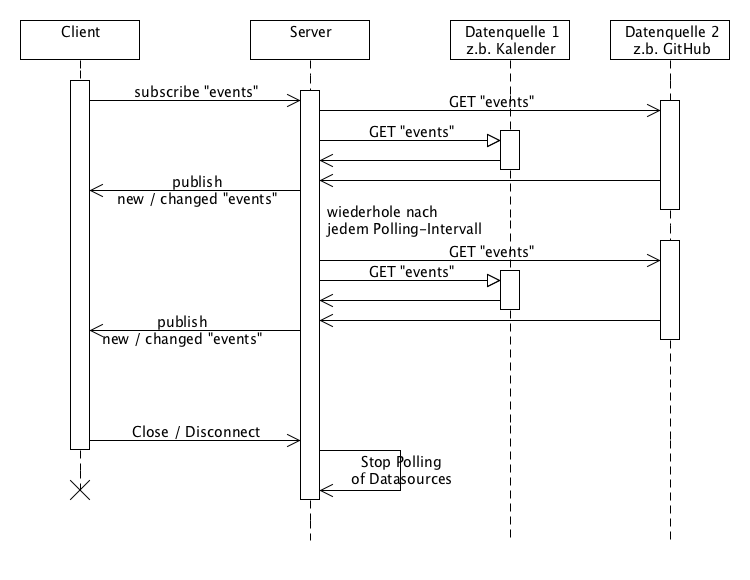 Client
Server
Datenquelle 1
z.b. Kalender
Datenquelle 2
z.b. GitHub
subscribe "events"
GET "events"
GET "events"
publish
new / changed "events"
wiederhole nach
jedem Polling-Intervall
GET "events"
GET "events"
publish
new / changed "events"
Close / Disconnect
Stop Polling
of Datasources